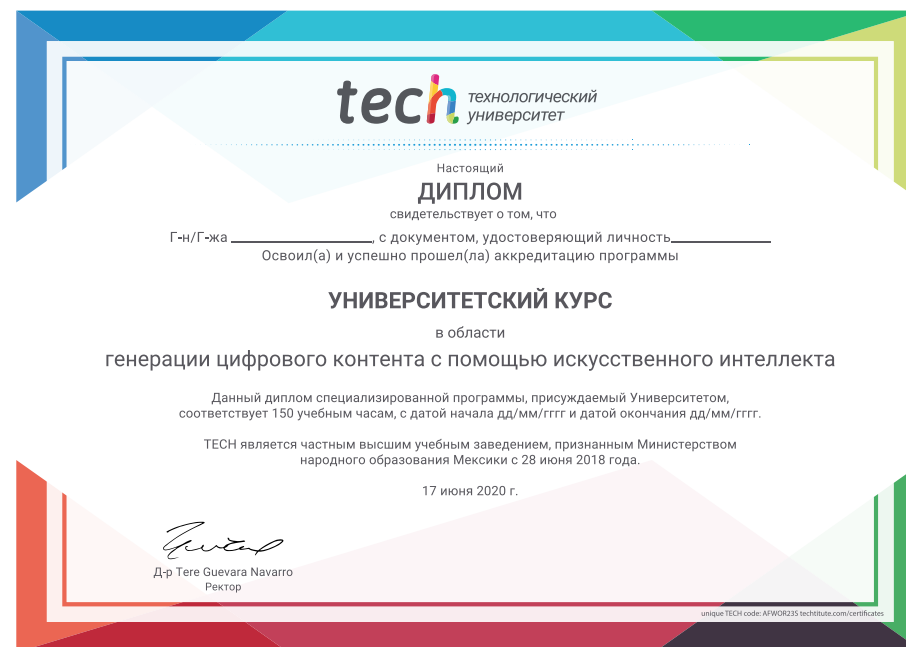 tech технологический
университет
Настоящий
ДИПЛОМ
свидетельствует о том, что
Г-н/Г-жа ____________________, с документом, удостоверяющий личность______________
Освоил(а) и успешно прошел(ла) аккредитацию программы
УНИВЕРСИТЕТСКИЙ КУРС
в области
генерации цифрового контента с помощью искусственного интеллекта
Данный диплом специализированной программы, присуждаемый Университетом,
соответствует 150 учебным часам, с датой начала дд/мм/гггг и датой окончания дд/мм/гггг.
TECH является частным высшим учебным заведением, признанным Министерством
народного образования Мексики с 28 июня 2018 года.
17 июня 2020 г.
Д-р Tere Guevara Navarro
Ректор
unique TECH code: AFWOR23S techtitute.com/certificates